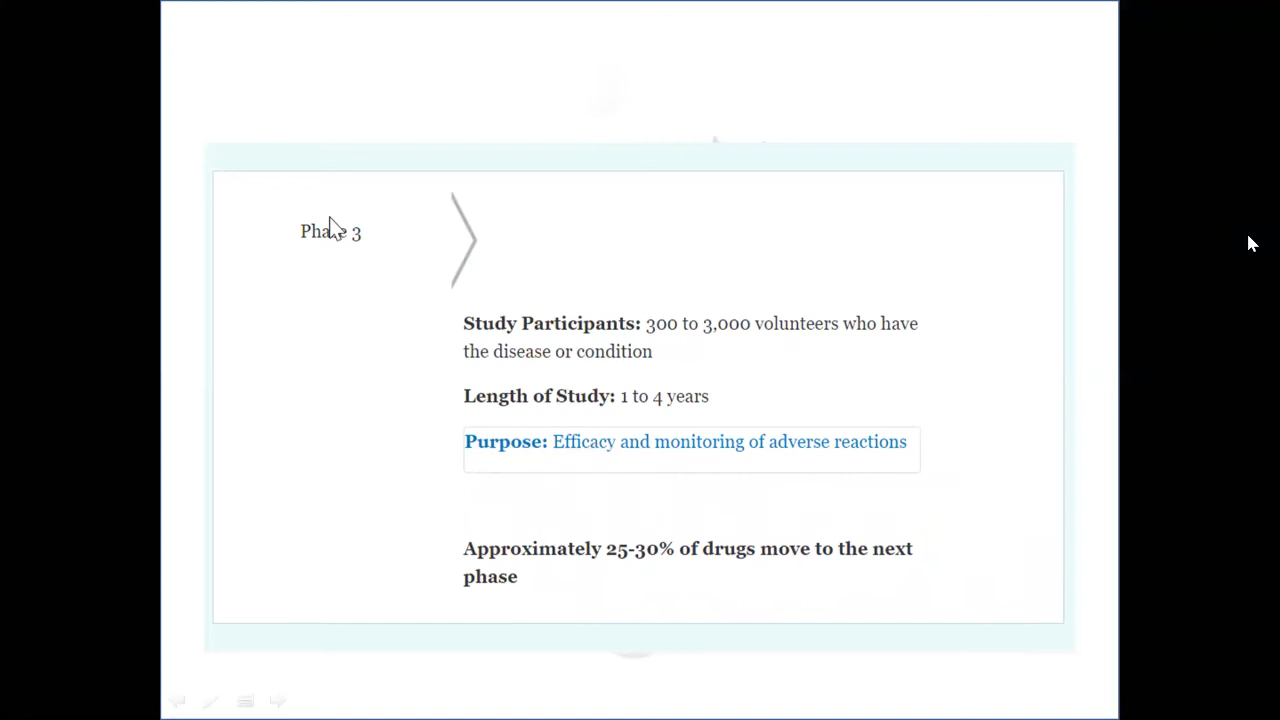 Phase 3
Study Participants: 300 to 3,000 volunteers who have
the disease or condition
Length of Study: 1 to 4 years
Purpose: Efficacy and monitoring of adverse reactions
Approximately 25-30% of drugs move to the next
phase